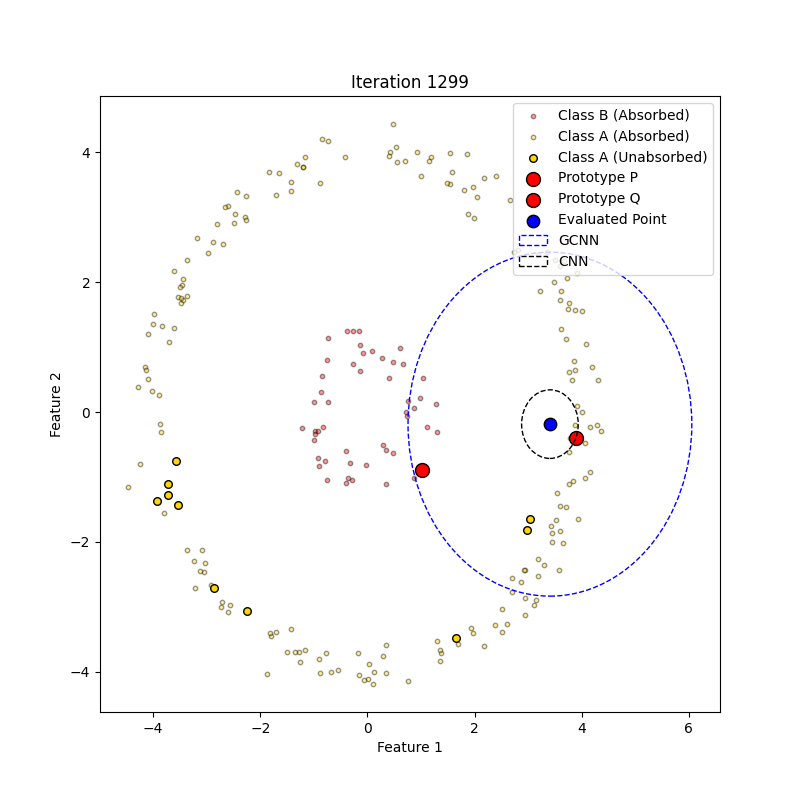 Iteration 1299
Class B (Absorbed)
Class A (Absorbed)
Class A (Unabsorbed)
Prototype P
Prototype Q
Evaluated Point
GCNN
CNN
4
2
0
−2
−4
Feature 2
−4
−2
0
2
4
6
Feature 1